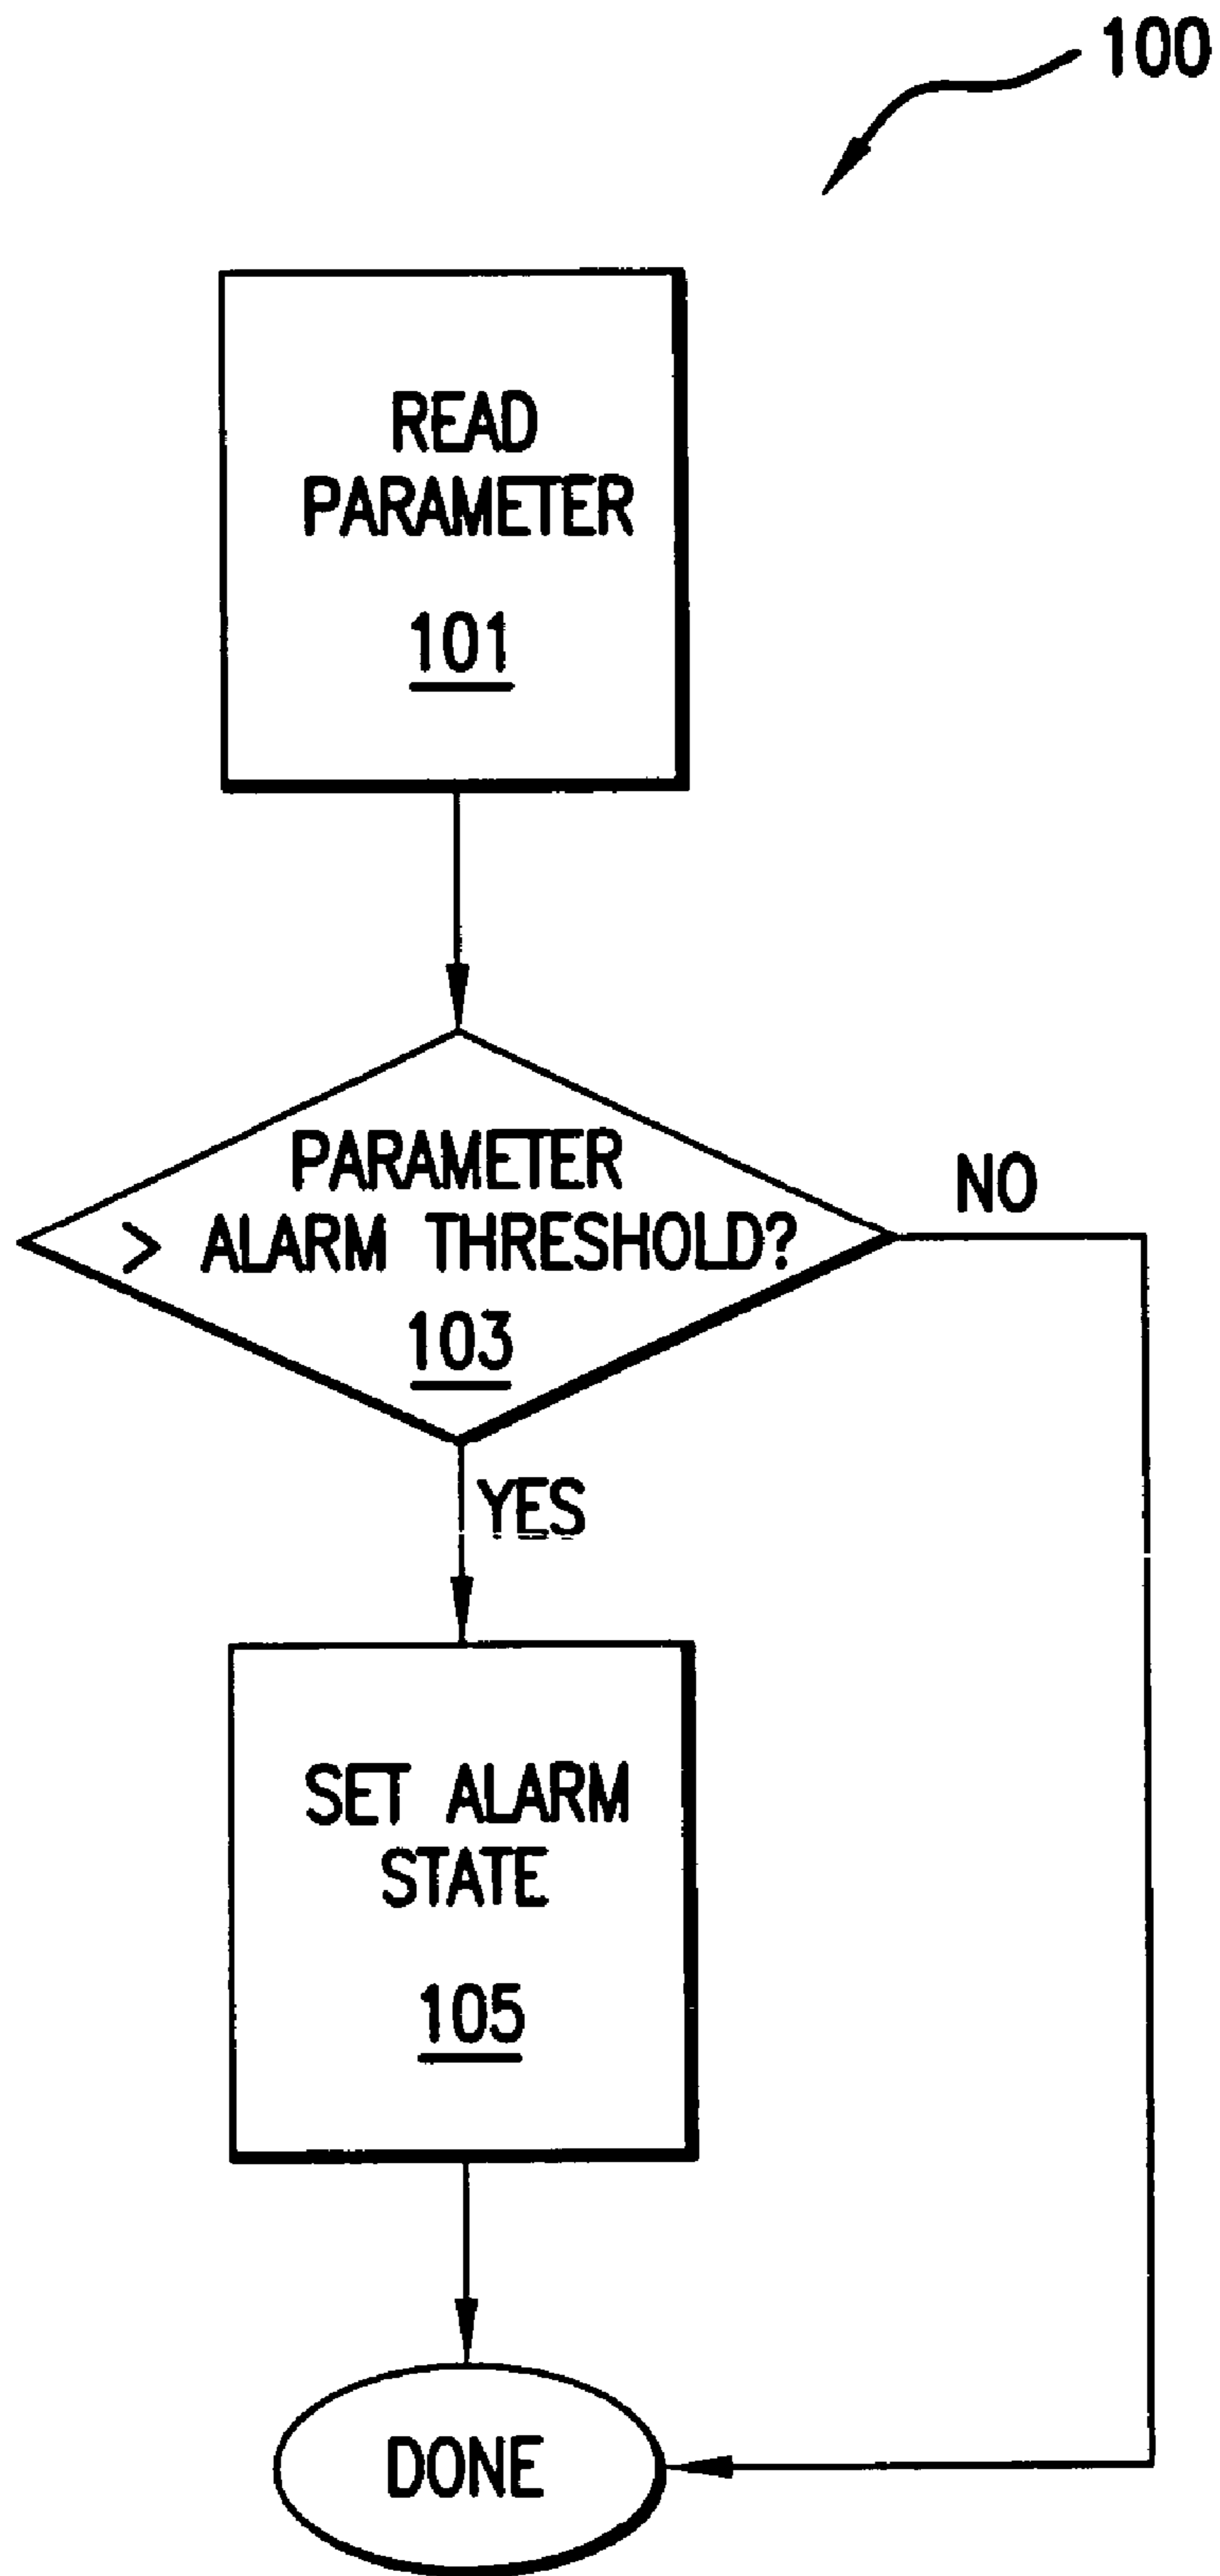 100
READ
PARAMETER
101
PARAMETER
> ALARM THRESHOLD?
103
NO
YES
SET ALARM
STATE
105
DONE